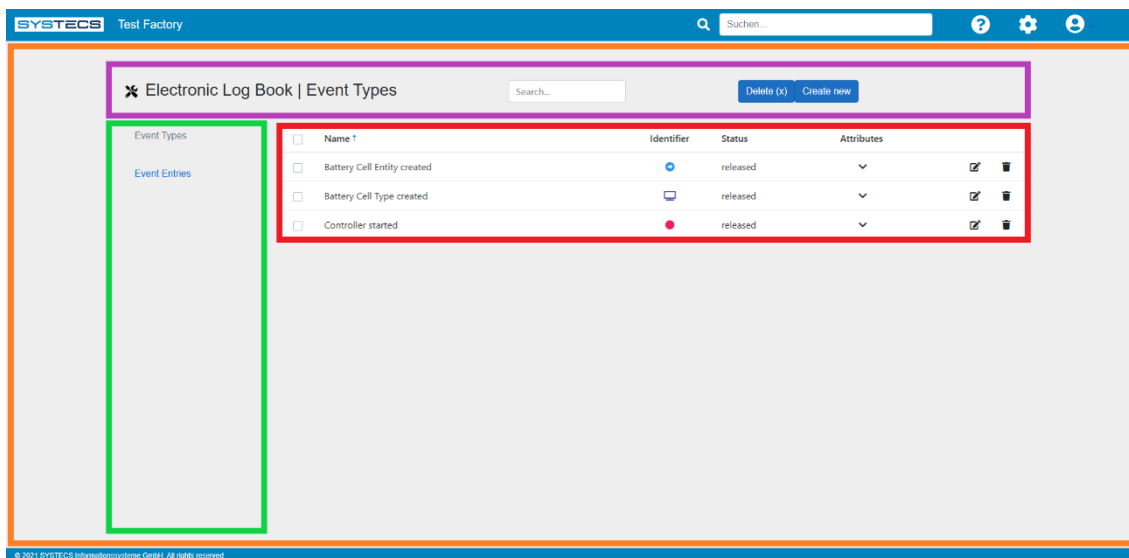 SYSTECS Test Factory Suchen...
Electronic Log Book | Event Types Search... Delete (x) Create new
Event Types
Event Entries
Name ↑ Identifier Status Attributes
Battery Cell Entity created released
Battery Cell Type created released
Controller started released
© 2021 SYSTECS Informationssysteme GmbH. All rights reserved